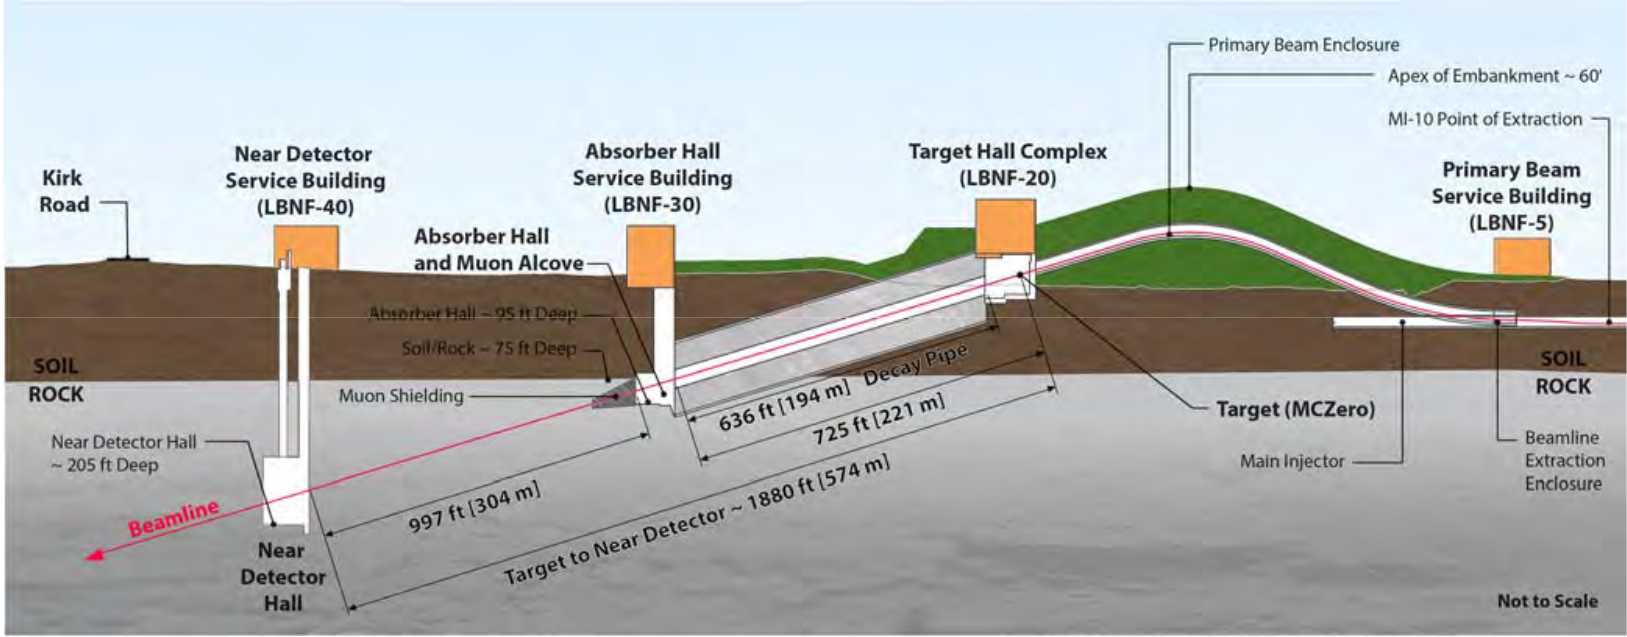 Primary Beam Enclosure
Apex of Embankment ~ 60'
MI-10 Point of Extraction
Kirk
Road
Near Detector
Service Building
(LBNF-40)
Absorber Hall
Service Building
(LBNF-30)
Target Hall Complex
(LBNF-20)
Primary Beam
Service Building
(LBNF-5)
Absorber Hall
and Muon Alcove
Absorber Hall ~ 95 ft Deep
Soil/Rock ~ 75 ft Deep
SOIL
ROCK
SOIL
ROCK
Muon Shielding
636 ft [194 m] Decay Pipe
725 ft [221 m]
Target (MCZero)
Near Detector Hall
~ 205 ft Deep
Main Injector
Beamline
Extraction
Enclosure
997 ft [304 m]
Target to Near Detector ~ 1880 ft [574 m]
Beamline
Near
Detector
Hall
Not to Scale